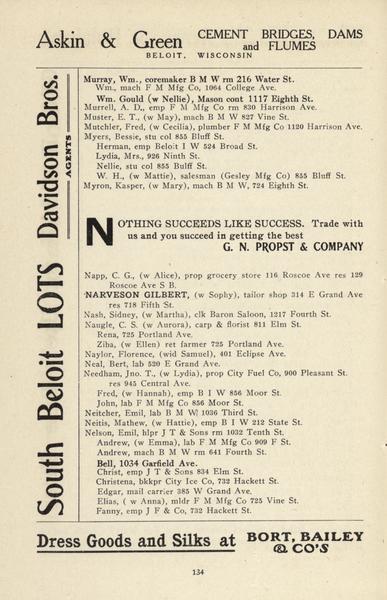 Askin & Green CEMENT BRIDGES, DAMS
and FLUMES
BELOIT, WISCONSIN
South Beloit LOTS Davidson Bros.
AGENTS
Murray, Wm., coremaker B M W rm 216 Water St.
Wm., mach F M Mfg Co, 1064 College Ave.
Wm. Gould (w Nellie), Mason cont 1117 Eighth St.
Murrell, A. D., emp F M Mfg Co rm 830 Harrison Ave.
Muster, E. T., (w May), mach B M W 827 Vine St.
Mutchler, Fred, (w Cecilia), plumber F M Mfg Co 1120 Harrison Ave.
Myers, Bessie, stu col 855 Bluff St.
Herman, emp Beloit I W 524 Broad St.
Lydia, Mrs., 926 Ninth St.
Nellie, stu col 855 Bulff St.
W. H., (w Mattie), salesman (Gesley Mfg Co) 855 Bluff St.
Myron, Kasper, (w Mary), mach B M W, 724 Eighth St.
NOTHING SUCCEEDS LIKE SUCCESS. Trade with
us and you succeed in getting the best
G. N. PROPST & COMPANY
Napp, C. G., (w Alice), prop grocery store 116 Roscoe Ave res 129
Roscoe Ave S B.
NARVESON GILBERT, (w Sophy), tailor shop 314 E Grand Ave
res 718 Fifth St.
Nash, Sidney, (w Martha), clk Baron Saloon, 1217 Fourth St.
Naugle, C. S. (w Aurora), carp & florist 811 Elm St.
Rena, 725 Portland Ave.
Ziba, (w Ellen) ret farmer 725 Portland Ave.
Naylor, Florence, (wid Samuel), 401 Eclipse Ave.
Neal, Bert, lab 520 E Grand Ave.
Needham, Jno. T., (w Lydia), prop City Fuel Co, 900 Pleasant St.
res 945 Central Ave.
Fred, (w Hannah), emp B I W 856 Moor St.
John, lab F M Mfg Co 856 Moor St.
Neitcher, Emil, lab B M W 1036 Third St.
Neitis, Mathew, (w Hattie), emp B I W 212 State St.
Nelson, Emil, hlpr J T & Sons rm 1032 Tenth St.
Andrew, (w Emma), lab F M Mfg Co 909 F St.
Andrew, mach B M W rm 641 Fourth St.
Bell, 1034 Garfield Ave.
Christ, emp J T & Sons 834 Elm St.
Christena, bkkpr City Ice Co, 732 Hackett St.
Edgar, mail carrier 385 W Grand Ave.
Elias, ( w Anna), mldr F M Mfg Co 725 Vine St.
Fanny, emp J F & Co, 732 Hackett St.
Dress Goods and Silks at BORT, BAILEY
& CO'S
134